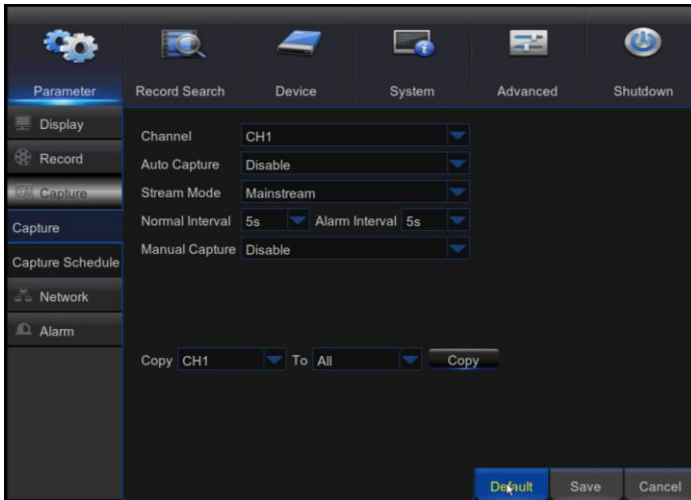 Parameter Record Search Device System Advanced Shutdown
Display
Record
Capture
Capture
Capture Schedule
Network
Alarm
Channel CH1
Auto Capture Disable
Stream Mode Mainstream
Normal Interval 5s Alarm Interval 5s
Manual Capture Disable
Copy CH1 To All Copy
Default Save Cancel